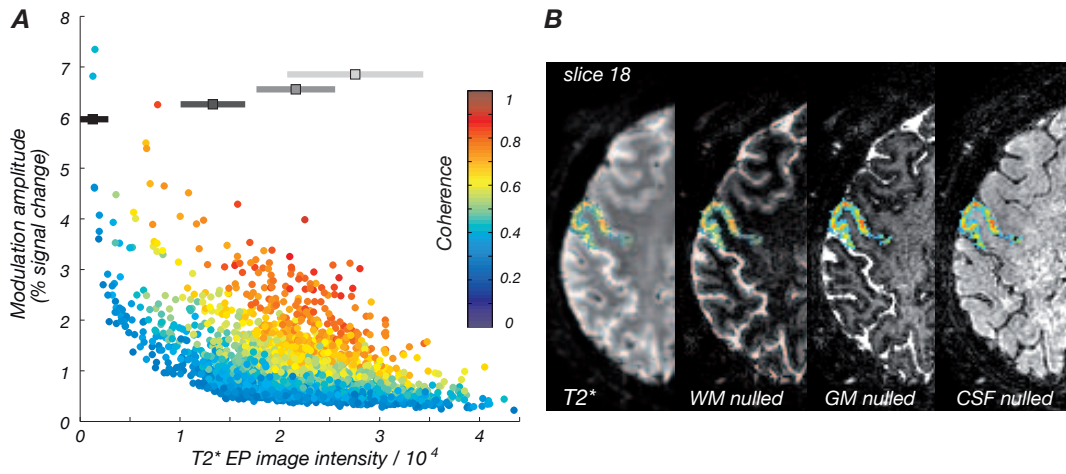 A
8
7
6
5
4
3
2
1
0
Modulation amplitude
(% signal change)
0
1
2
3
4
T2* EP image intensity / 10 4
Coherence
1
0.8
0.6
0.4
0.2
0
B
slice 18
T2*
WM nulled
GM nulled
CSF nulled